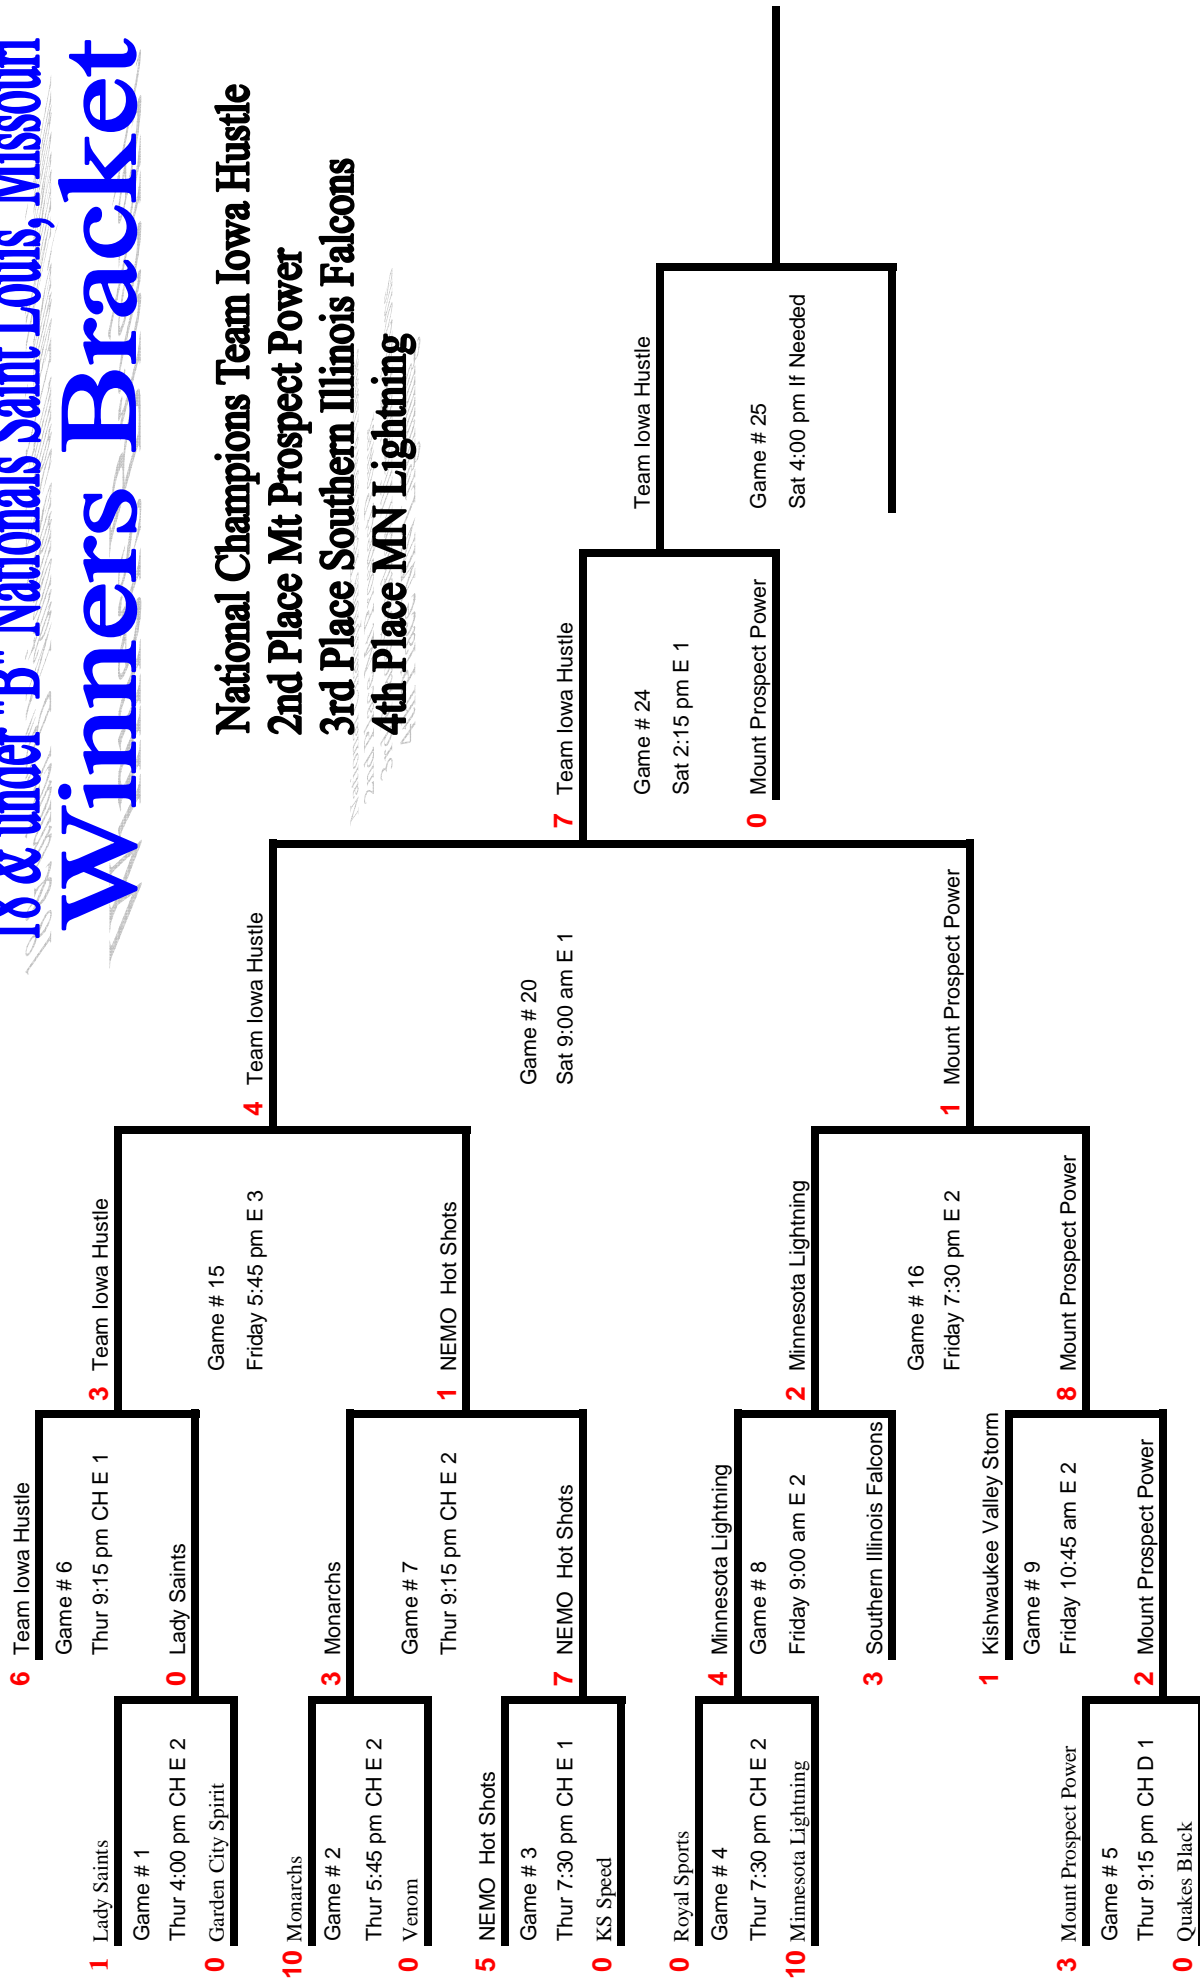 18 & under "B" Nationals Saint Louis, Missouri
Winners Bracket
National Champions Team Iowa Hustle
2nd Place Mt Prospect Power
3rd Place Southern Illinois Falcons
4th Place MN Lightning
1 Lady Saints
Game # 1
Thur 4:00 pm CH E 2
0 Garden City Spirit
10 Monarchs
Game # 2
Thur 5:45 pm CH E 2
0 Venom
5 NEMO Hot Shots
Game # 3
Thur 7:30 pm CH E 1
0 KS Speed
0 Royal Sports
Game # 4
Thur 7:30 pm CH E 2
10 Minnesota Lightning
3 Mount Prospect Power
Game # 5
Thur 9:15 pm CH D 1
0 Quakes Black
6 Team Iowa Hustle
Game # 6
Thur 9:15 pm CH E 1
0 Lady Saints
3 Monarchs
Game # 7
Thur 9:15 pm CH E 2
7 NEMO Hot Shots
4 Minnesota Lightning
Game # 8
Friday 9:00 am E 2
3 Southern Illinois Falcons
1 Kishwaukee Valley Storm
Game # 9
Friday 10:45 am E 2
2 Mount Prospect Power
3 Team Iowa Hustle
Game # 15
Friday 5:45 pm E 3
1 NEMO Hot Shots
2 Minnesota Lightning
Game # 16
Friday 7:30 pm E 2
8 Mount Prospect Power
4 Team Iowa Hustle
Game # 20
Sat 9:00 am E 1
1 Mount Prospect Power
7 Team Iowa Hustle
Game # 24
Sat 2:15 pm E 1
0 Mount Prospect Power
Team Iowa Hustle
Game # 25
Sat 4:00 pm If Needed